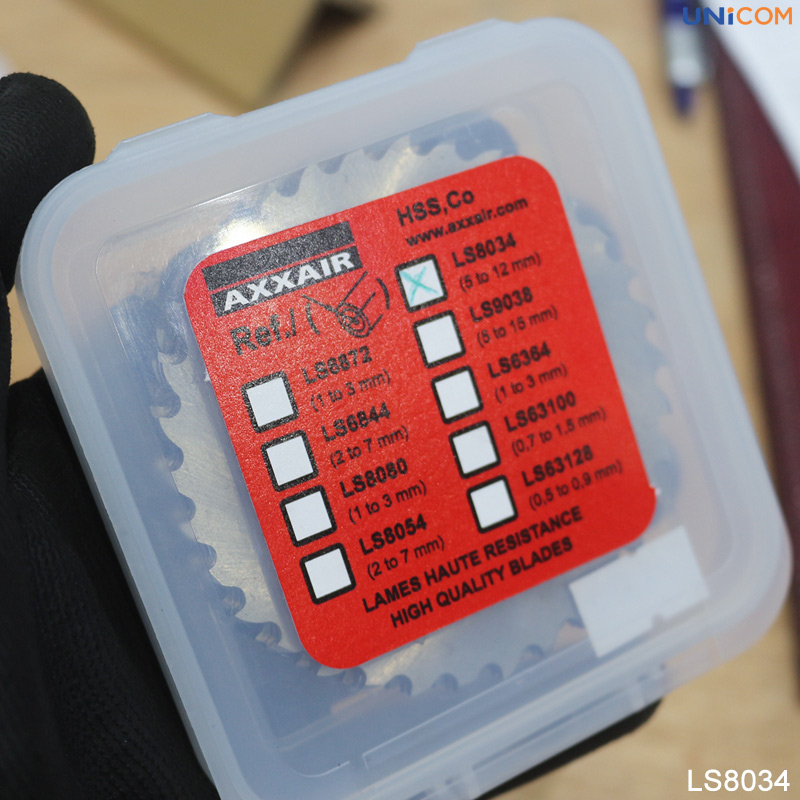 UNiCOM
HSS,Co
www.axxair.com
AXXAIR
Ref./ ( )
LS8034
(5 to 12 mm)
LS9038
(5 to 15 mm)
LS6364
(1 to 3 mm)
LS63100
(0,7 to 1,5 mm)
LS63128
(0,5 to 0,9 mm)
LS6872
(1 to 3 mm)
LS6844
(2 to 7 mm)
LS8080
(1 to 3 mm)
LS8054
(2 to 7 mm)
LAMES HAUTE RESISTANCE
HIGH QUALITY BLADES
LS8034